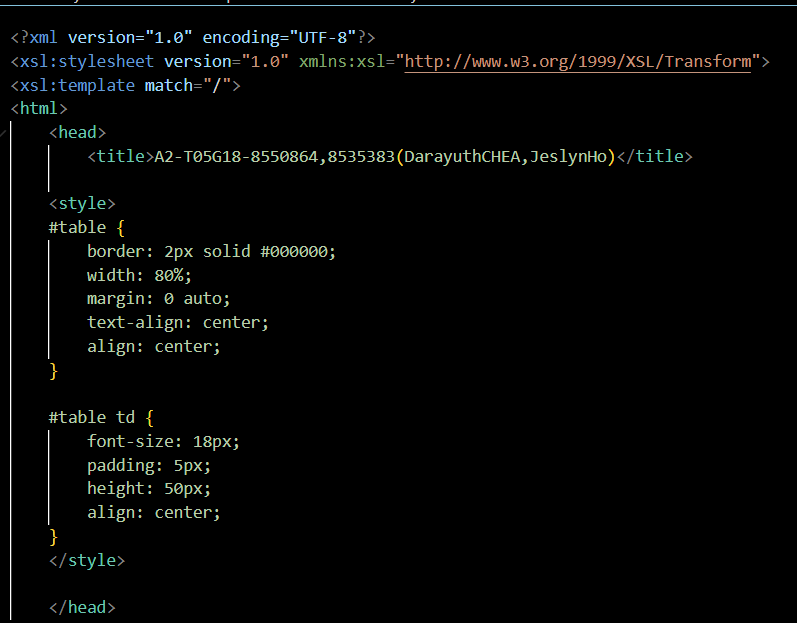 <?xml version="1.0" encoding="UTF-8"?>
<xsl:stylesheet version="1.0" xmlns:xsl="http://www.w3.org/1999/XSL/Transform">
<xsl:template match="/">
<html>
    <head>
        <title>A2-T05G18-8550864,8535383(DarayuthCHEA,JeslynHo)</title>

    <style>
    #table {
        border: 2px solid #000000;
        width: 80%;
        margin: 0 auto;
        text-align: center;
        align: center;
    }

    #table td {
        font-size: 18px;
        padding: 5px;
        height: 50px;
        align: center;
    }
    </style>

    </head>